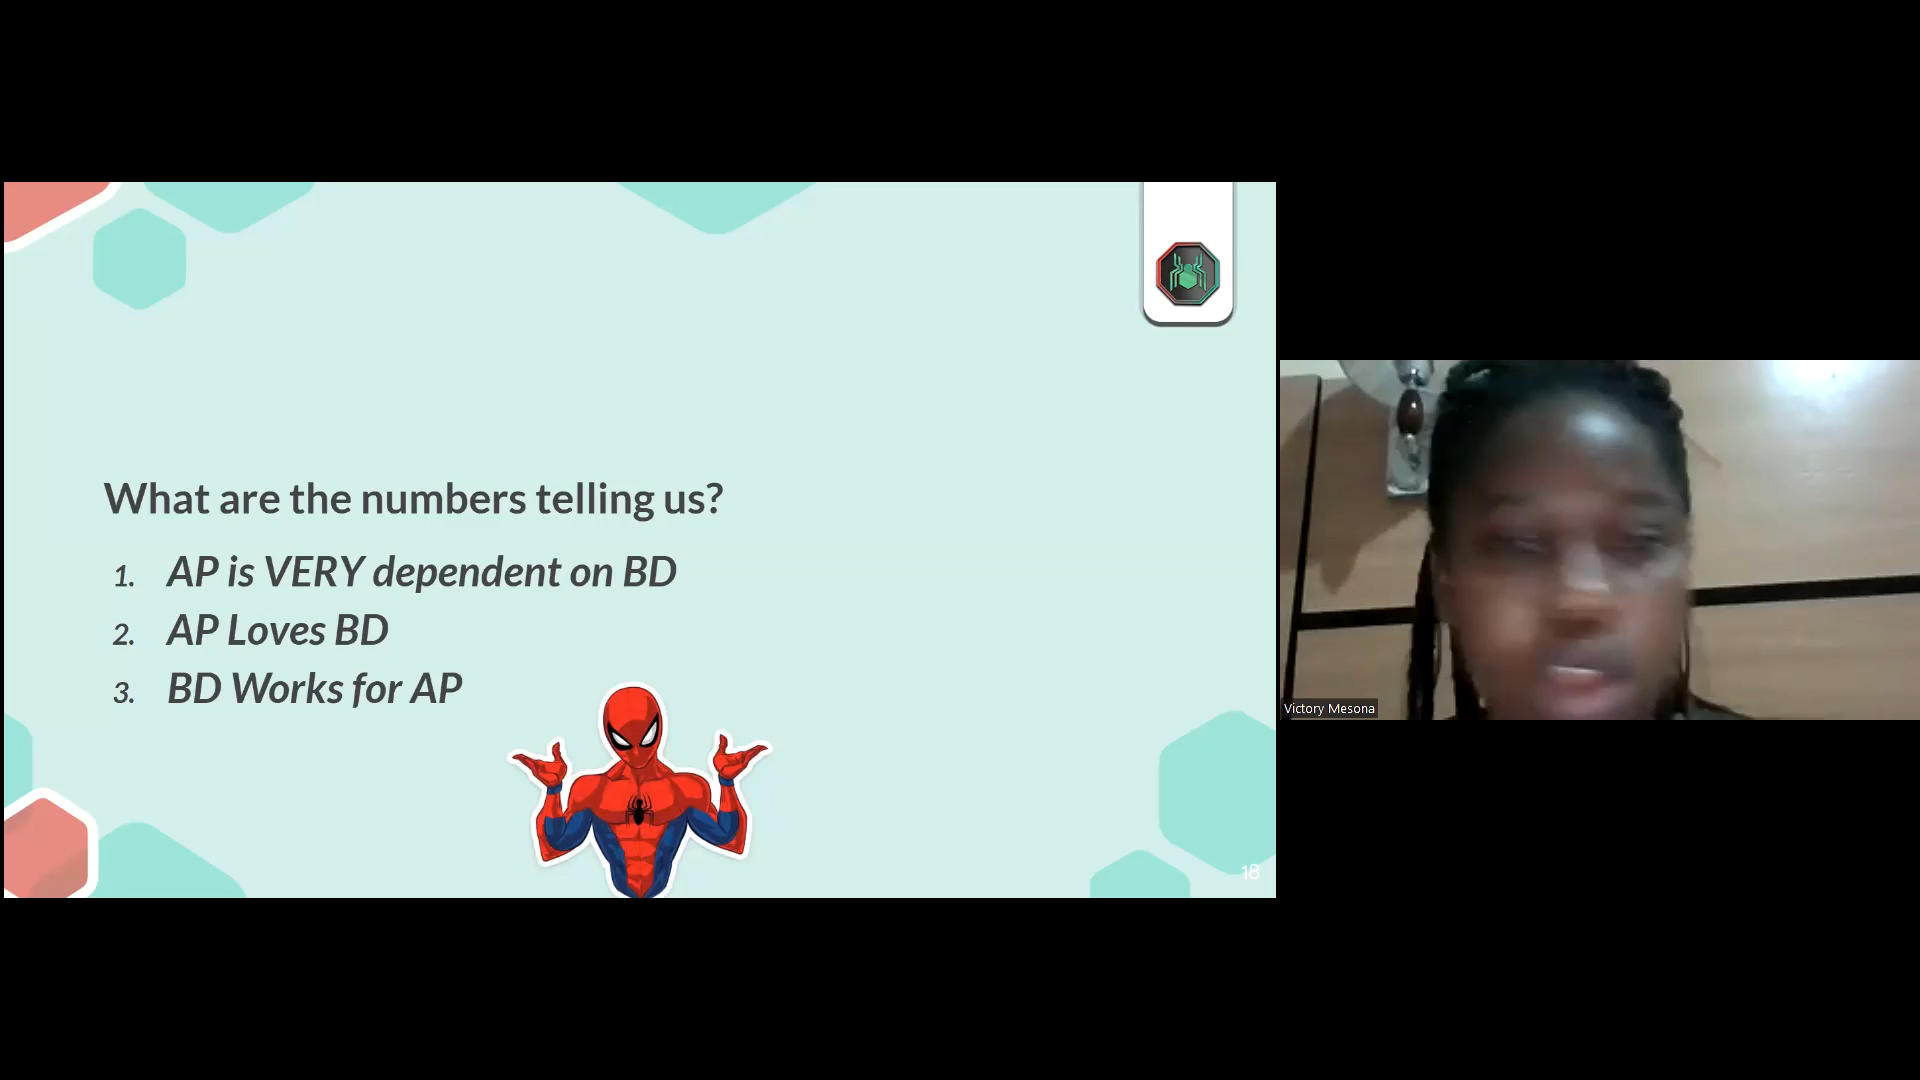 What are the numbers telling us?
1. AP is VERY dependent on BD
2. AP Loves BD
3. BD Works for AP
18
Victory Mesona